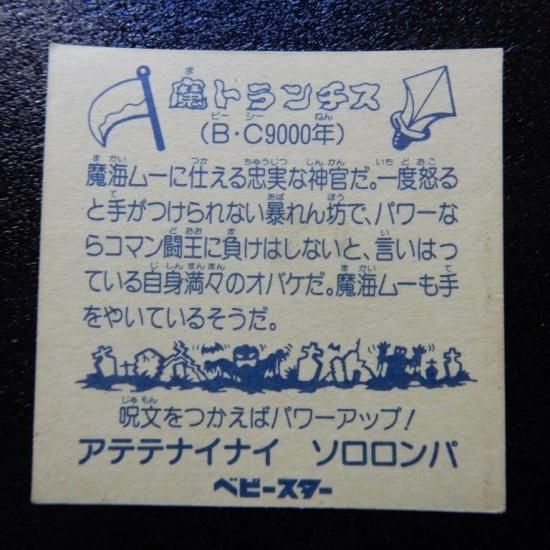 魔トランチス
(B・C9000年)
魔海ムーに仕える忠実な神官だ。一度怒る
と手がつけられない暴れん坊で、パワーな
らコマン闘王に負けはしないと、言いはっ
ている自身満々のオバケだ。魔海ムーも手
をやいているそうだ。
呪文をつかえばパワーアップ!
アテテナイナイ ソロロンパ
ベビースター